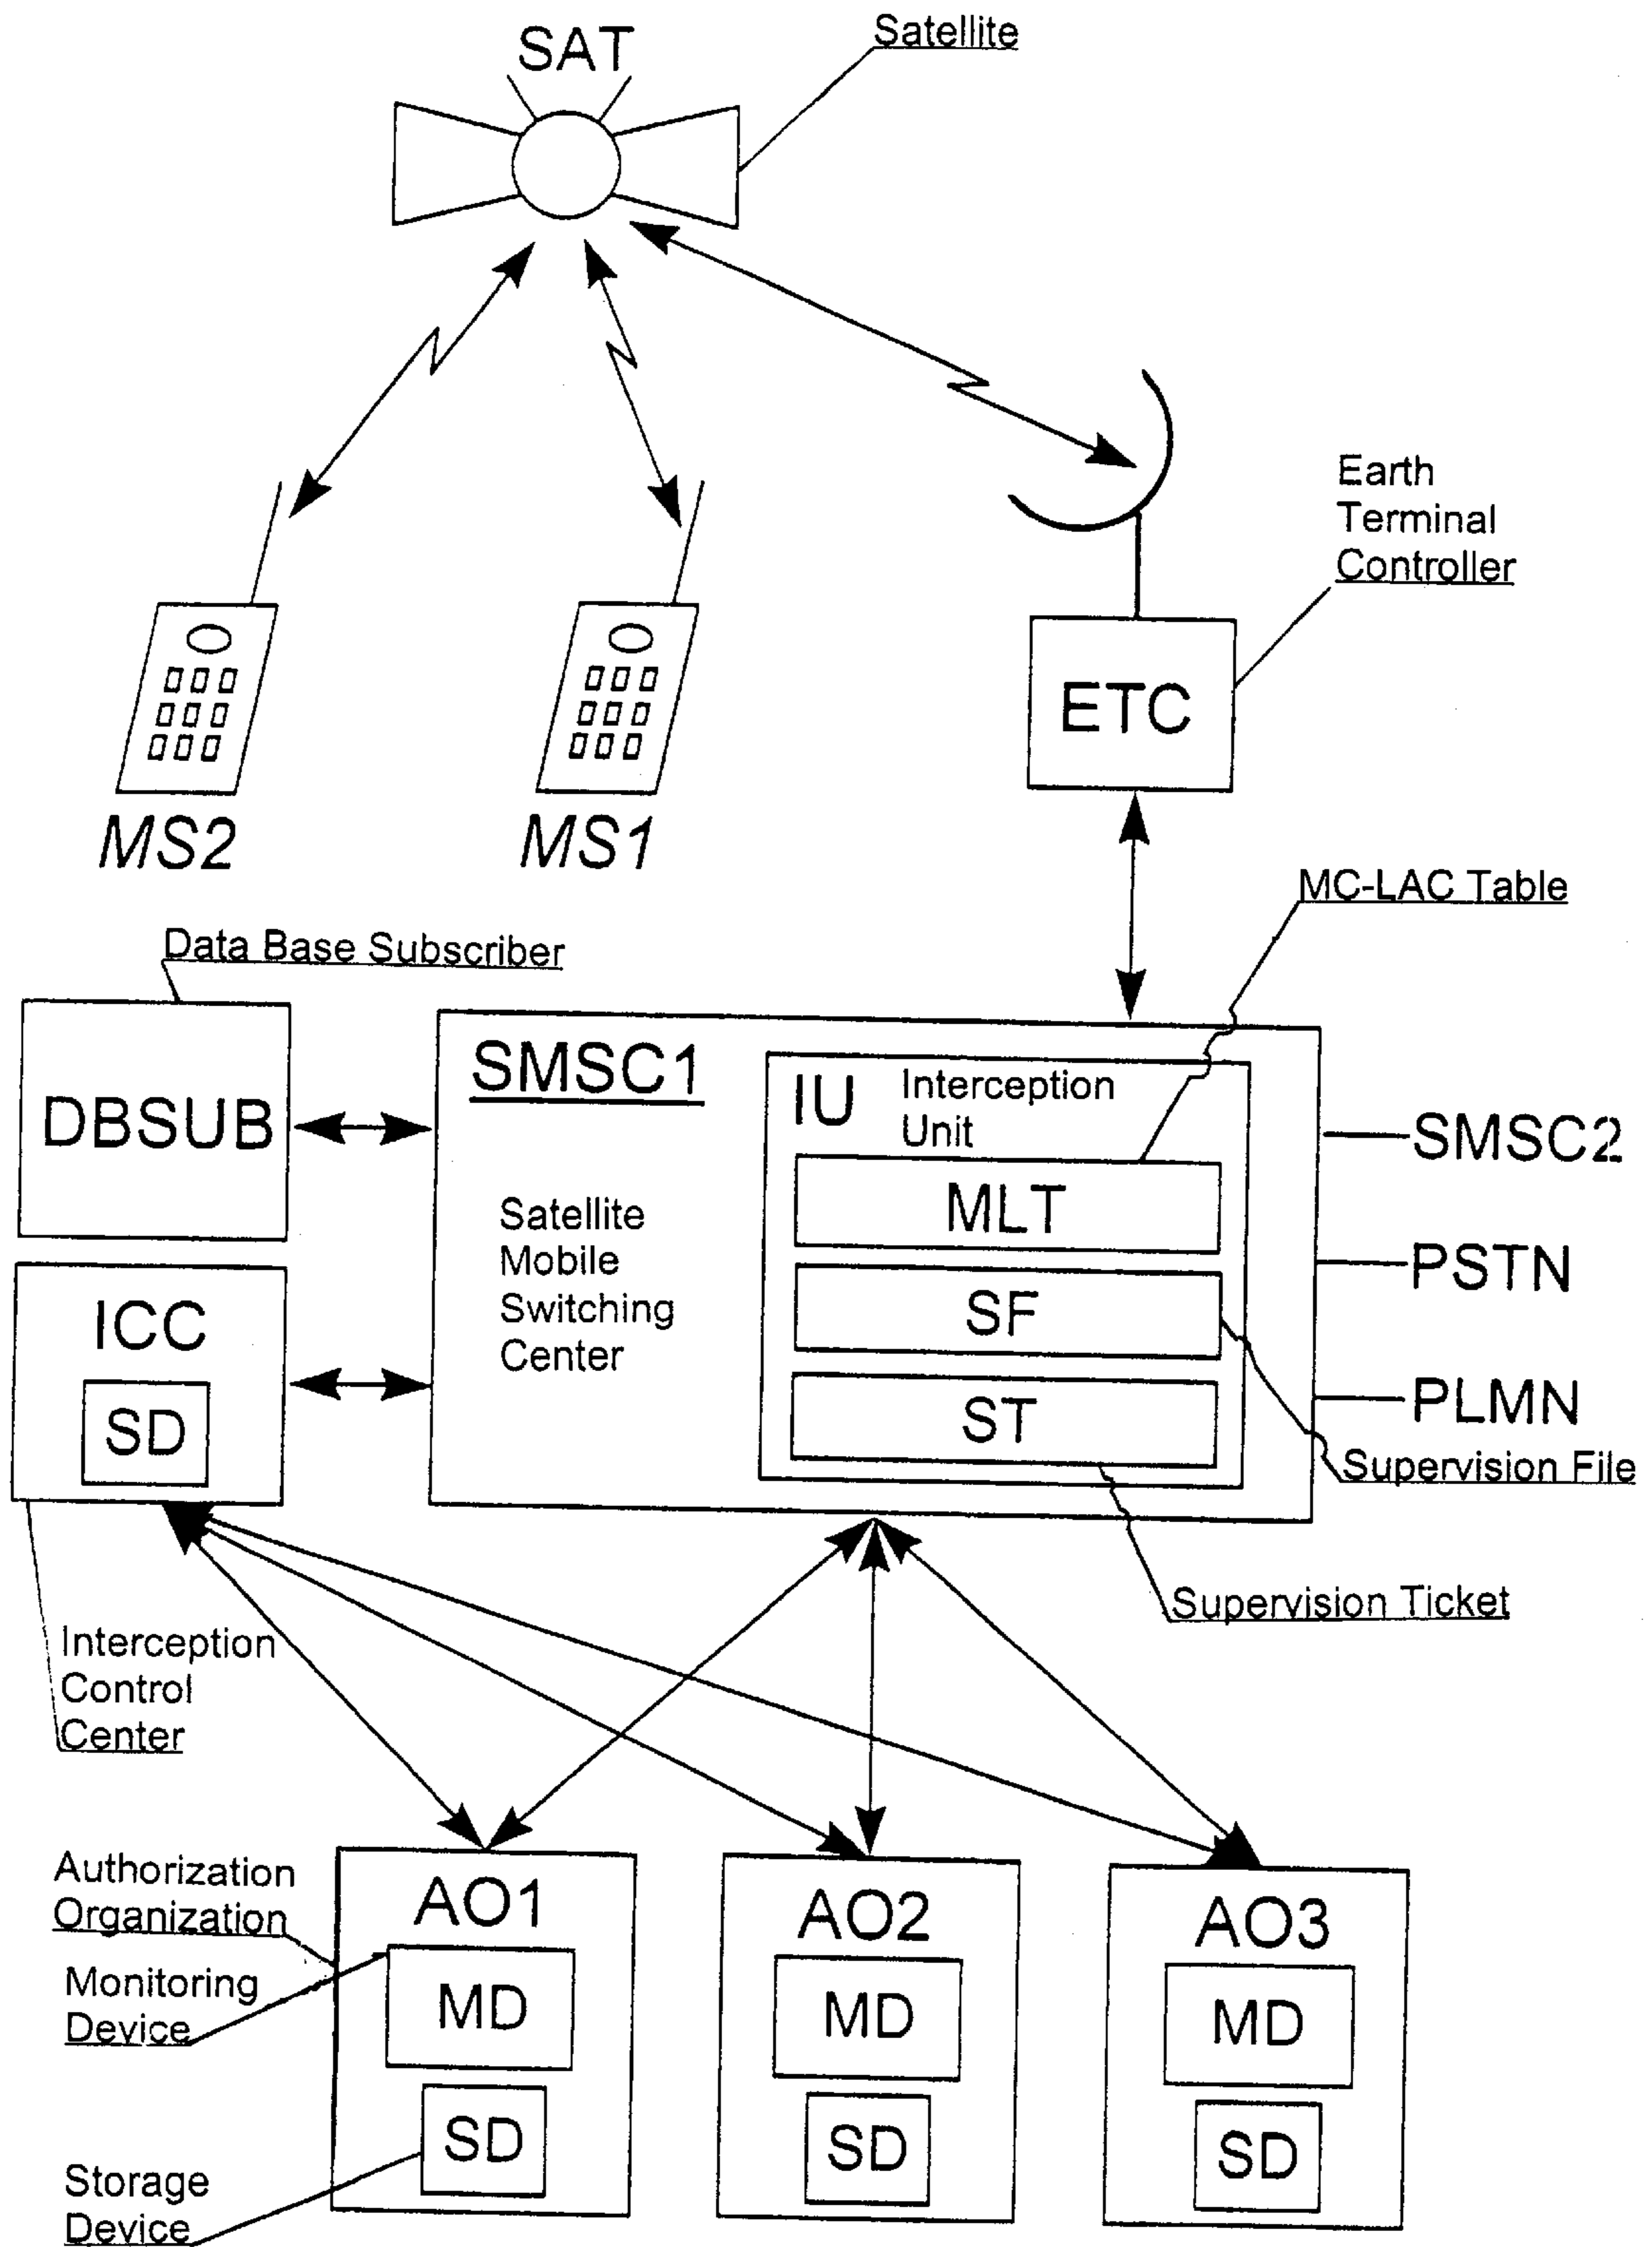 SAT
Satellite
Earth
Terminal
Controller
ETC
MS2
MS1
MC-LAC Table
Data Base Subscriber
DBSUB
SMSC1
IU
Interception
Unit
MLT
SF
ST
Satellite
Mobile
Switching
Center
SMSC2
PSTN
PLMN
ICC
SD
Supervision File
Supervision Ticket
Interception
Control
Center
Authorization
Organization
Monitoring
Device
Storage
Device
AO1
MD
SD
AO2
MD
SD
AO3
MD
SD